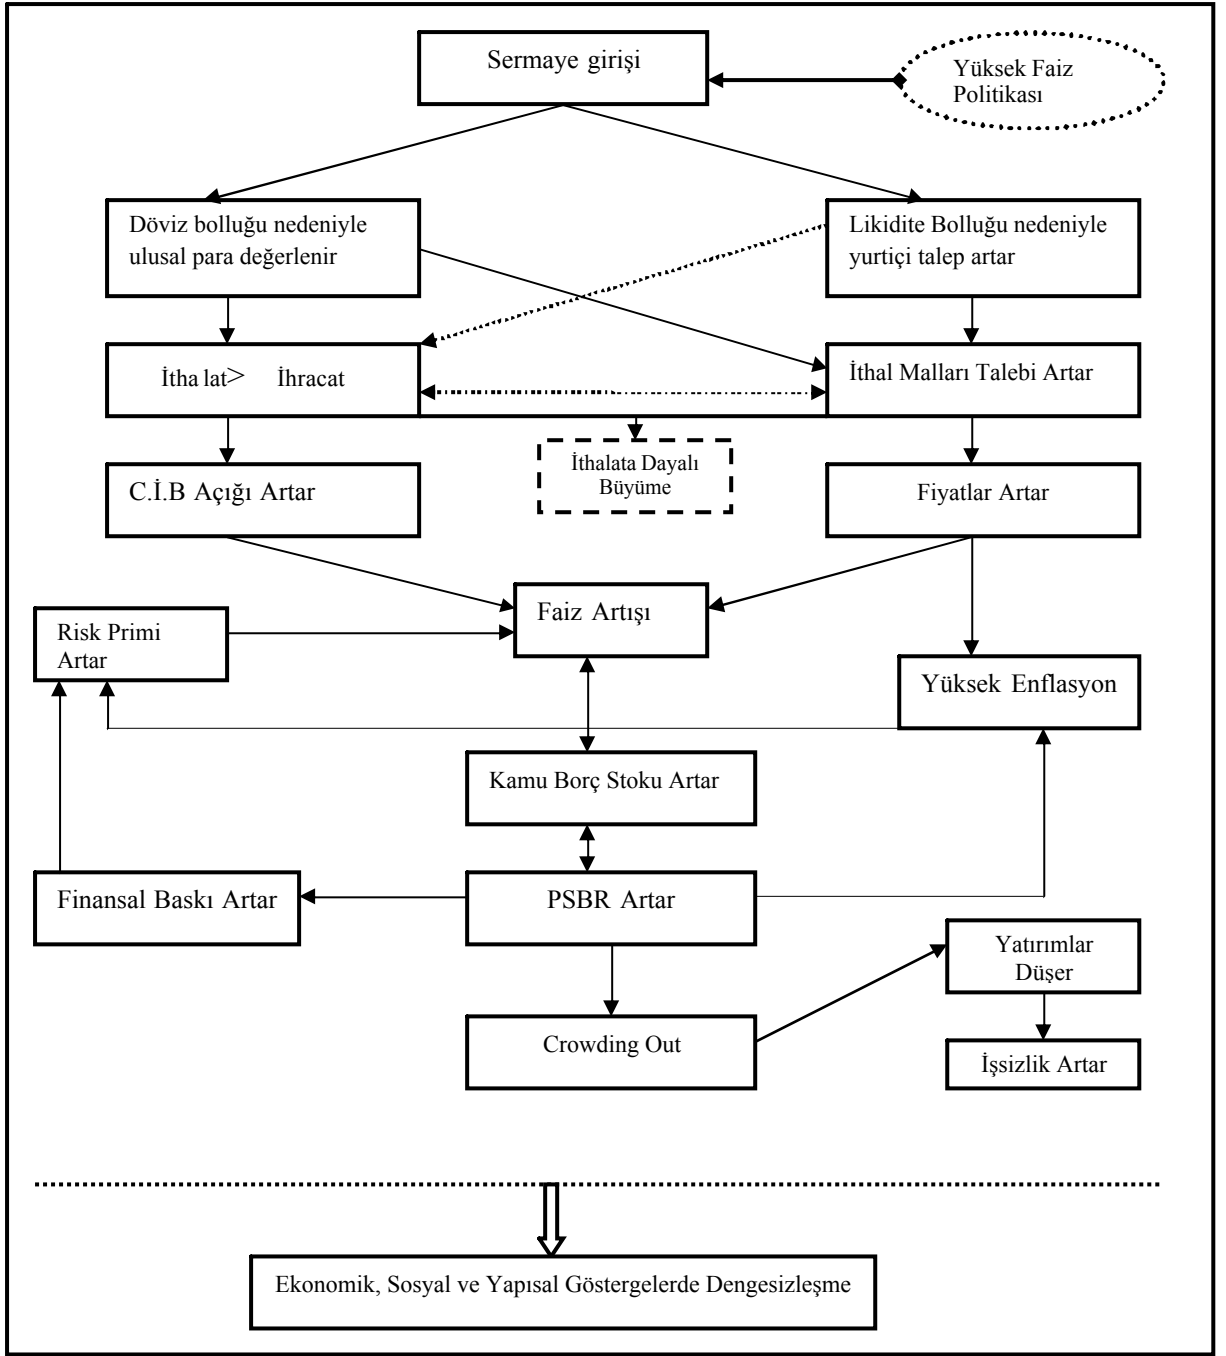 Sermaye girişi
Yüksek Faiz
Politikası
Döviz bolluğu nedeniyle
ulusal para değerlenir
Likidite Bolluğu nedeniyle
yurtiçi talep artar
İtha lat> İhracat
İthal Malları Talebi Artar
İthalata Dayalı
Büyüme
C.İ.B Açığı Artar
Fiyatlar Artar
Faiz Artışı
Risk Primi
Artar
Yüksek Enflasyon
Kamu Borç Stoku Artar
Finansal Baskı Artar
PSBR Artar
Yatırımlar
Düşer
Crowding Out
İşsizlik Artar
Ekonomik, Sosyal ve Yapısal Göstergelerde Dengesizleşme